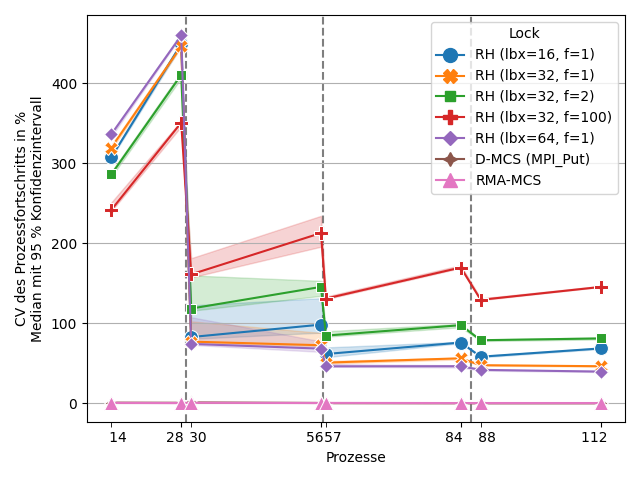 Lock
RH (lbx=16, f=1)
RH (lbx=32, f=1)
RH (lbx=32, f=2)
RH (lbx=32, f=100)
RH (lbx=64, f=1)
D-MCS (MPI_Put)
RMA-MCS
CV des Prozessfortschritts in %
Median mit 95 % Konfidenzintervall
400
300
200
100
0
14 28 30 56 57 84 88 112
Prozesse